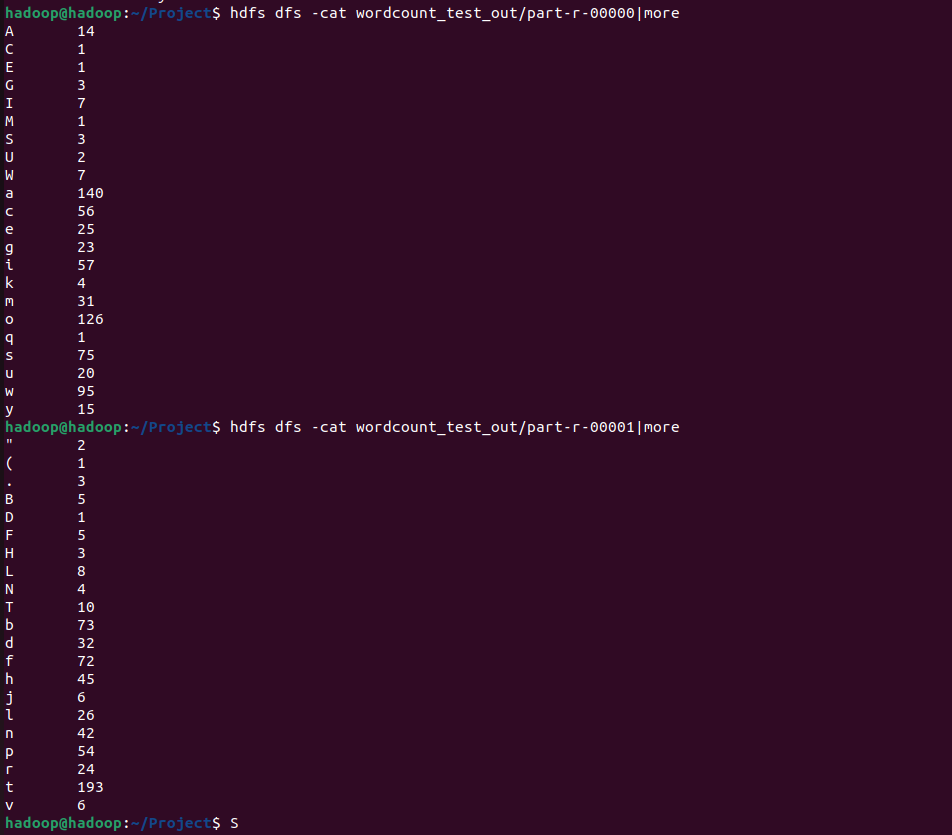 hadoop@hadoop:~/Project$ hdfs dfs -cat wordcount_test_out/part-r-00000|more
A 14
C 1
E 1
G 3
I 7
M 1
S 3
U 2
W 7
a 140
c 56
e 25
g 23
i 57
k 4
m 31
o 126
q 1
s 75
u 20
w 95
y 15
hadoop@hadoop:~/Project$ hdfs dfs -cat wordcount_test_out/part-r-00001|more
" 2
( 1
. 3
B 5
D 1
F 5
H 3
L 8
N 4
T 10
b 73
d 32
f 72
h 45
j 6
l 26
n 42
p 54
r 24
t 193
v 6
hadoop@hadoop:~/Project$ S